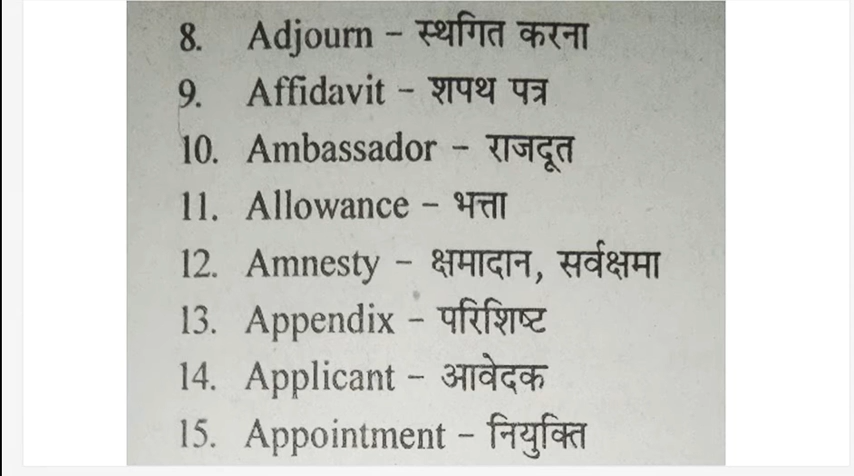 8. Adjourn – स्थगित करना
9. Affidavit – शपथ पत्र
10. Ambassador – राजदूत
11. Allowance – भत्ता
12. Amnesty – क्षमादान, सर्वक्षमा
13. Appendix – परिशिष्ट
14. Applicant – आवेदक
15. Appointment – नियुक्ति